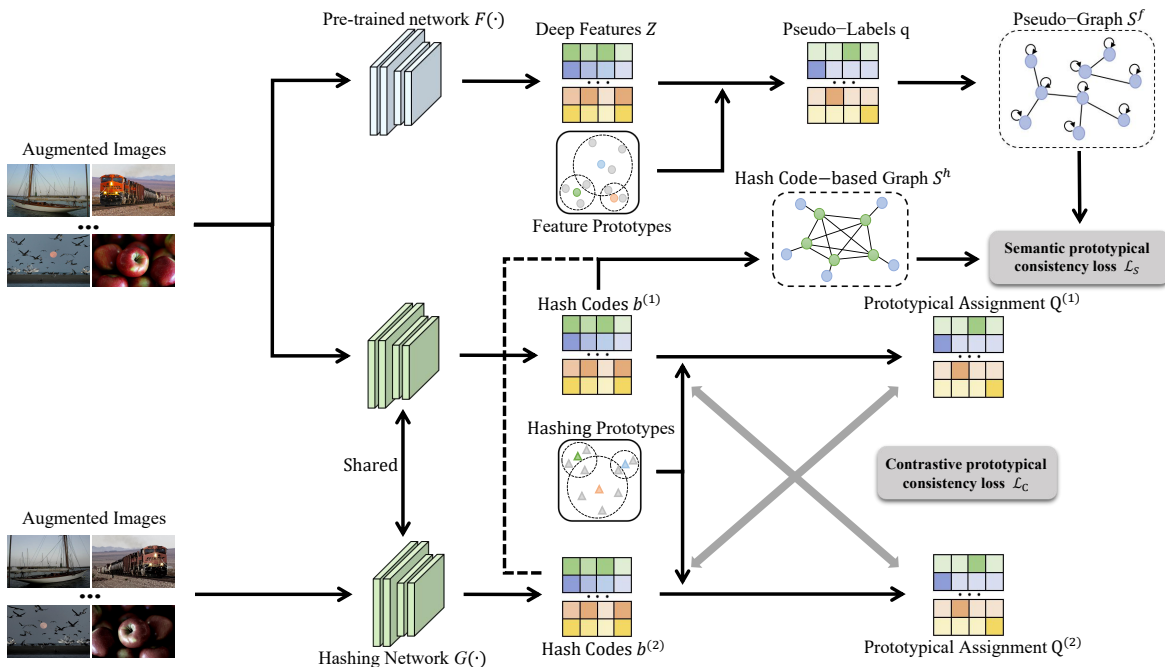 Pre-trained network F(·)
Deep Features Z
Pseudo-Labels q
Pseudo-Graph S^f
Augmented Images
•••
Feature Prototypes
Hash Code-based Graph S^h
Semantic prototypical
consistency loss ℒ_S
Hash Codes b^(1)
Prototypical Assignment Q^(1)
Hashing Prototypes
Shared
Contrastive prototypical
consistency loss ℒ_C
Augmented Images
•••
Hashing Network G(·)
Hash Codes b^(2)
Prototypical Assignment Q^(2)